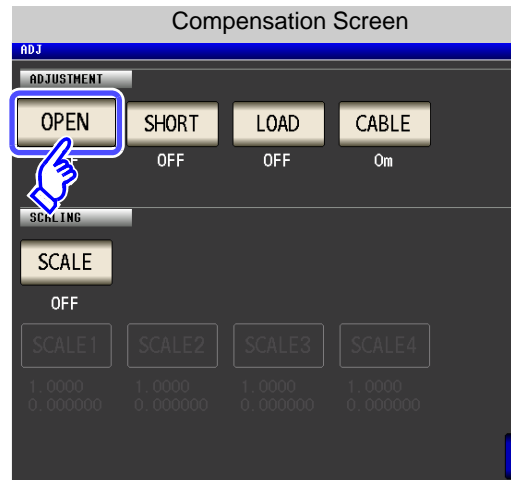 Compensation Screen
ADJ
ADJUSTMENT
OPEN SHORT LOAD CABLE
OFF OFF 0m
SCALING
SCALE
OFF
SCALE1 SCALE2 SCALE3 SCALE4
1.0000 1.0000 1.0000 1.0000
0.000000 0.000000 0.000000 0.000000